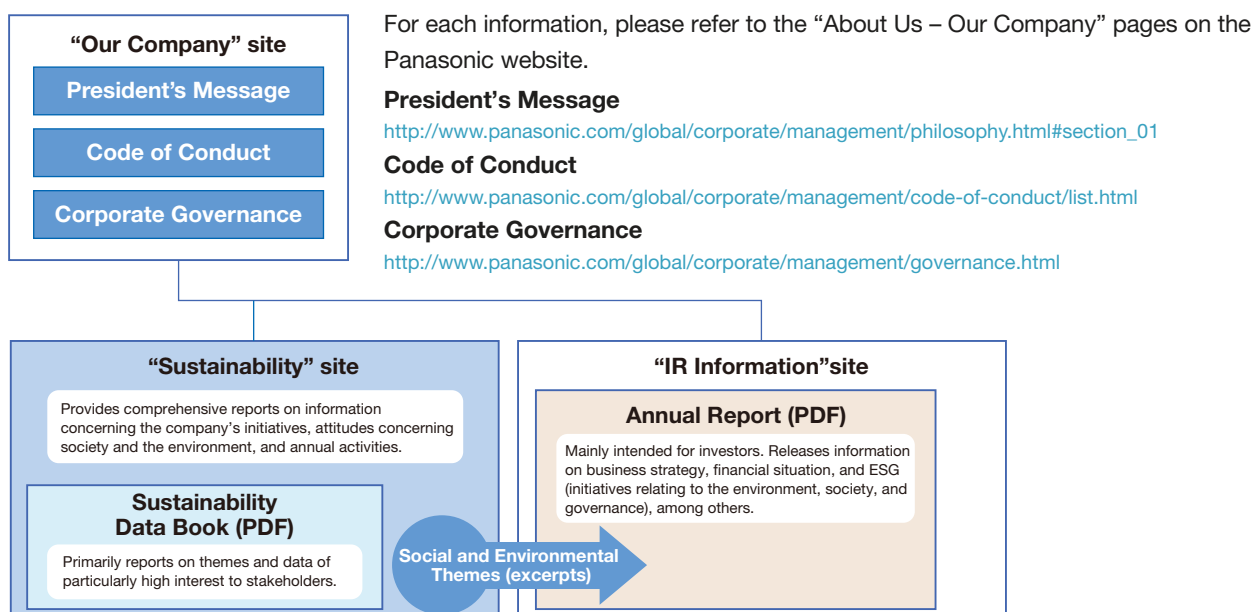 “Our Company” site
President’s Message
Code of Conduct
Corporate Governance
For each information, please refer to the “About Us – Our Company” pages on the
Panasonic website.
President’s Message
http://www.panasonic.com/global/corporate/management/philosophy.html#section_01
Code of Conduct
http://www.panasonic.com/global/corporate/management/code-of-conduct/list.html
Corporate Governance
http://www.panasonic.com/global/corporate/management/governance.html
“Sustainability” site
Provides comprehensive reports on information
concerning the company’s initiatives, attitudes concerning
society and the environment, and annual activities.
Sustainability
Data Book (PDF)
Primarily reports on themes and data of
particularly high interest to stakeholders.
Social and Environmental
Themes (excerpts)
“IR Information”site
Annual Report (PDF)
Mainly intended for investors. Releases information
on business strategy, financial situation, and ESG
(initiatives relating to the environment, society, and
governance), among others.